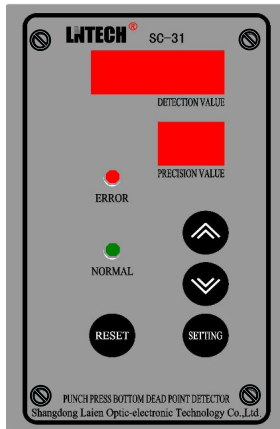 LNTECH® SC-31
DETECTION VALUE
PRECISION VALUE
ERROR
NORMAL
RESET
SETTING
PUNCH PRESS BOTTOM DEAD POINT DETECTOR
Shangdong Laien Optic-electronic Technology Co.,Ltd.